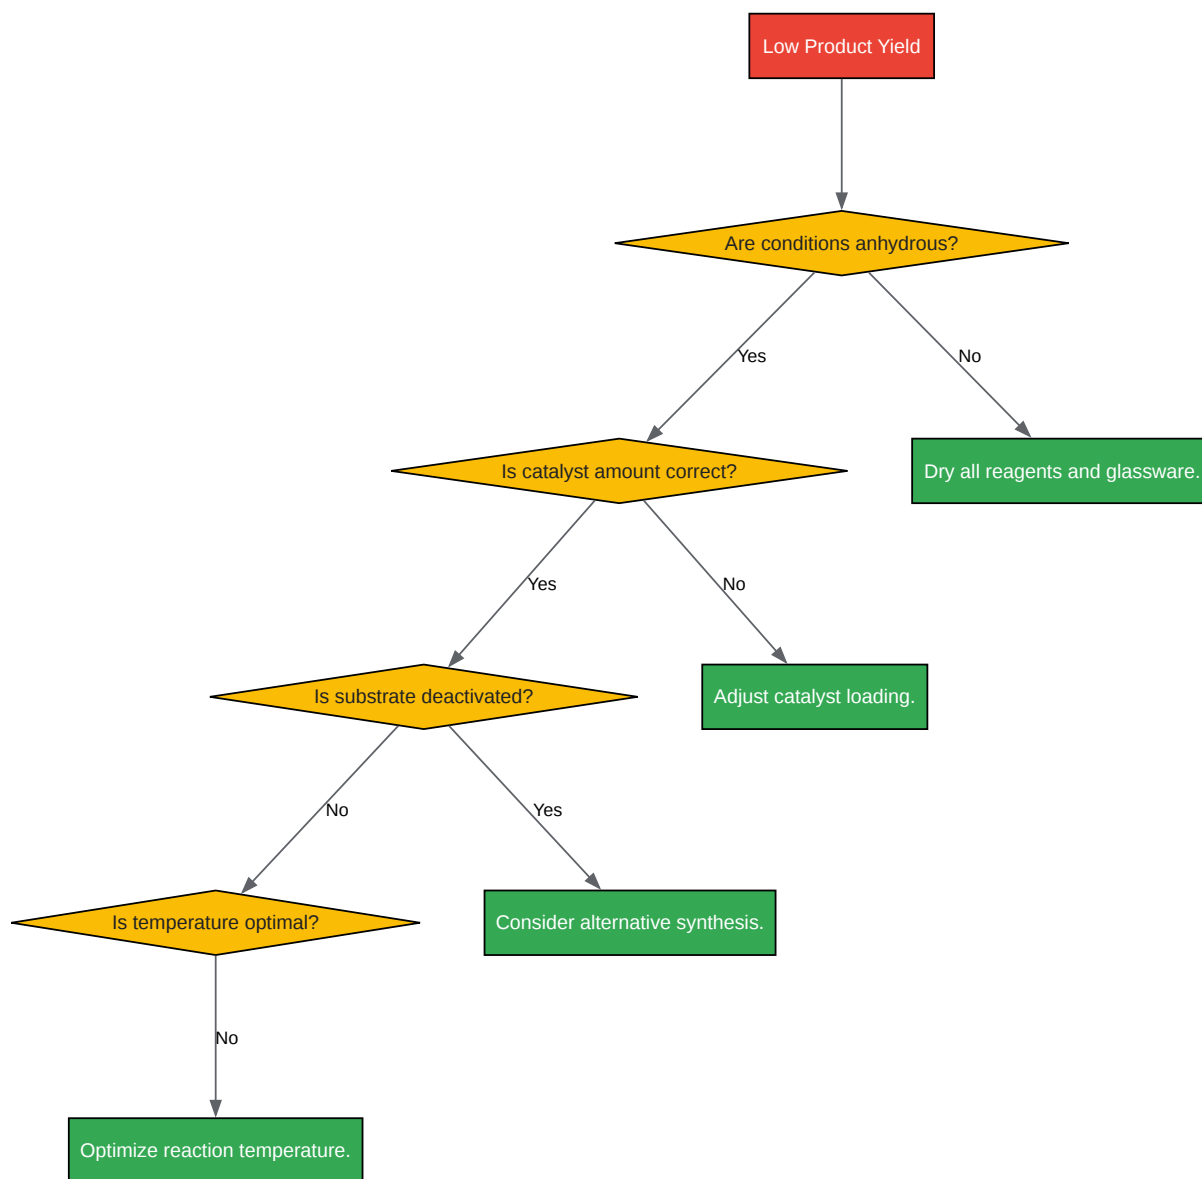 Low Product Yield
Are conditions anhydrous?
Yes
No
Is catalyst amount correct?
Dry all reagents and glassware.
Yes
No
Is substrate deactivated?
Adjust catalyst loading.
No
Yes
Is temperature optimal?
Consider alternative synthesis.
No
Optimize reaction temperature.